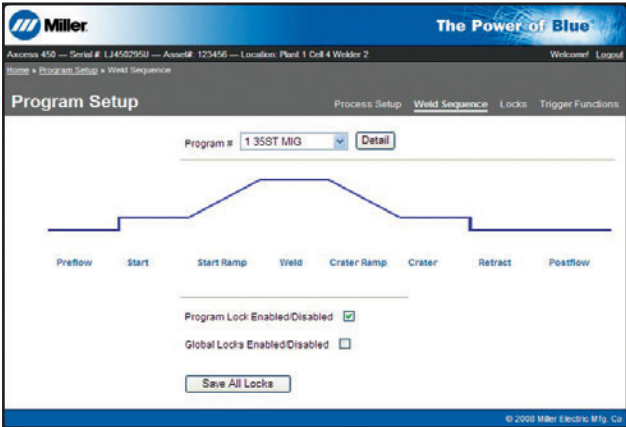 Miller
The Power of Blue
Axcess 450 — Serial #: LJ450295U — Asset#: 123456 — Location: Plant 1 Cell 4 Welder 2 Welcome! Logout
Home » Program Setup » Weld Sequence
Program Setup
Process Setup Weld Sequence Locks Trigger Functions
Program # 1 35ST MIG Detail
Preflow Start Start Ramp Weld Crater Ramp Crater Retract Postflow
Program Lock Enabled/Disabled
Global Locks Enabled/Disabled
Save All Locks
© 2008 Miller Electric Mfg. Co.